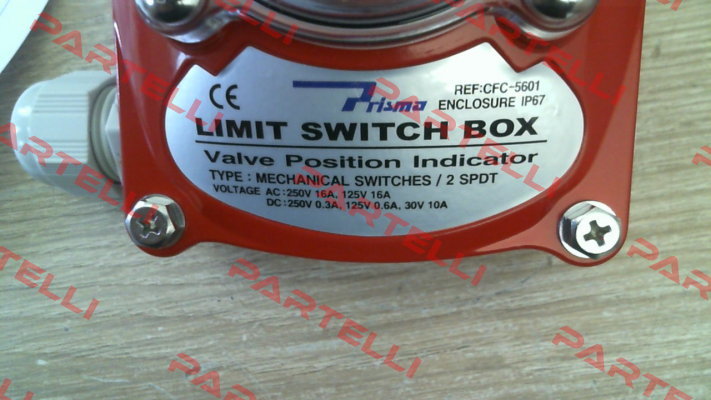 CE
Prisma
REF:CFC-5601
ENCLOSURE IP67
LIMIT SWITCH BOX
Valve Position Indicator
TYPE : MECHANICAL SWITCHES / 2 SPDT
VOLTAGE AC:250V 16A, 125V 16A
DC:250V 0.3A, 125V 0.6A, 30V 10A
PARTELLI
PARTELLI
PARTELLI
PARTELLI
PARTELLI
PARTELLI